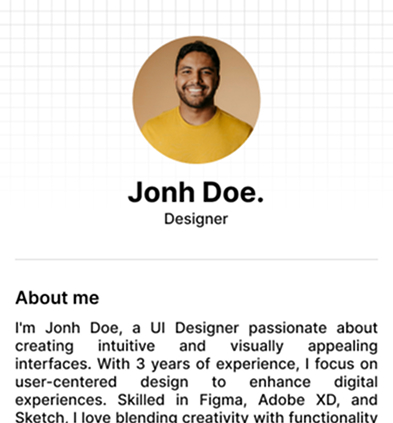 Jonh Doe.
Designer
About me
I'm Jonh Doe, a UI Designer passionate about
creating intuitive and visually appealing
interfaces. With 3 years of experience, I focus on
user-centered design to enhance digital
experiences. Skilled in Figma, Adobe XD, and
Sketch, I love blending creativity with functionality